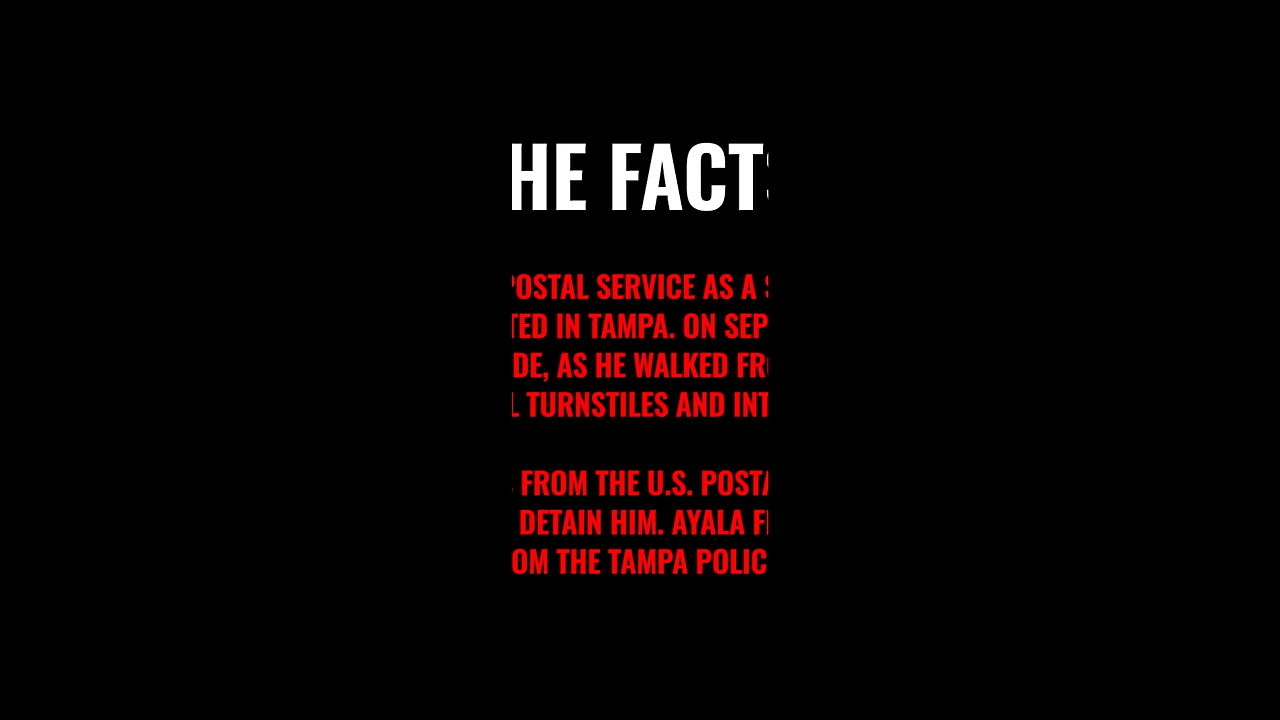 HE FACTS
POSTAL SERVICE AS A
TED IN TAMPA. ON SEP
DE, AS HE WALKED FRO
L TURNSTILES AND INT
FROM THE U.S. POSTA
DETAIN HIM. AYALA F
OM THE TAMPA POLIC